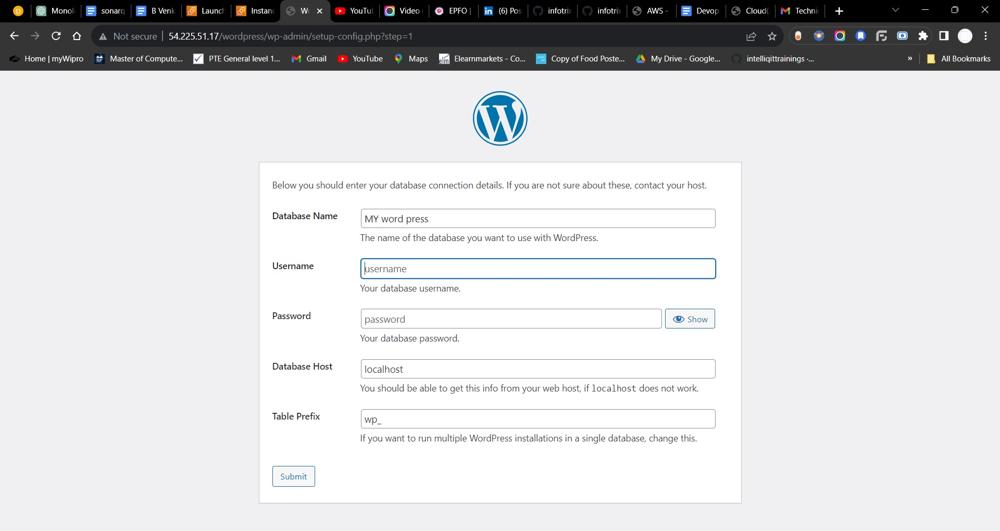 D Monoli sonarq B Venk Launch Instanc W YouTu Video EPFO | (6) Pos infotrix infotrix AWS - Devop Cloud( Techni
Not secure | 54.225.51.17/wordpress/wp-admin/setup-config.php?step=1
Home | myWipro Master of Compute... PTE General level 1... Gmail YouTube Maps Elearnmarkets - Co... Copy of Food Poste... My Drive - Google... intelliqittrainings -... » All Bookmarks
Below you should enter your database connection details. If you are not sure about these, contact your host.
Database Name MY word press
The name of the database you want to use with WordPress.
Username username
Your database username.
Password password Show
Your database password.
Database Host localhost
You should be able to get this info from your web host, if localhost does not work.
Table Prefix wp_
If you want to run multiple WordPress installations in a single database, change this.
Submit